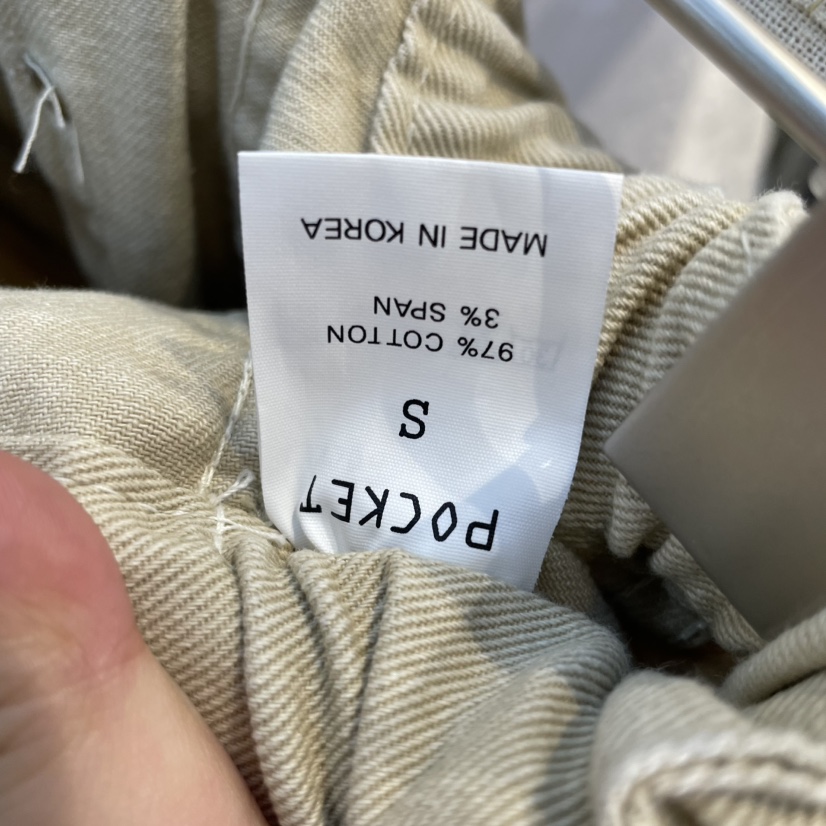 POCKET
S
97% COTTON
3% SPAN
MADE IN KOREA